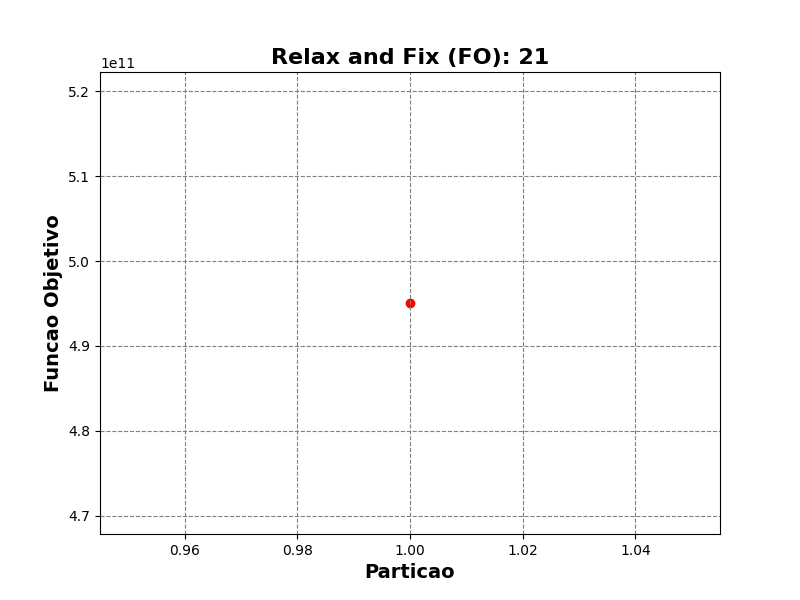 Relax and Fix (FO): 21
1e11
5.2
5.1
5.0
4.9
4.8
4.7
Funcao Objetivo
0.96 0.98 1.00 1.02 1.04
Particao